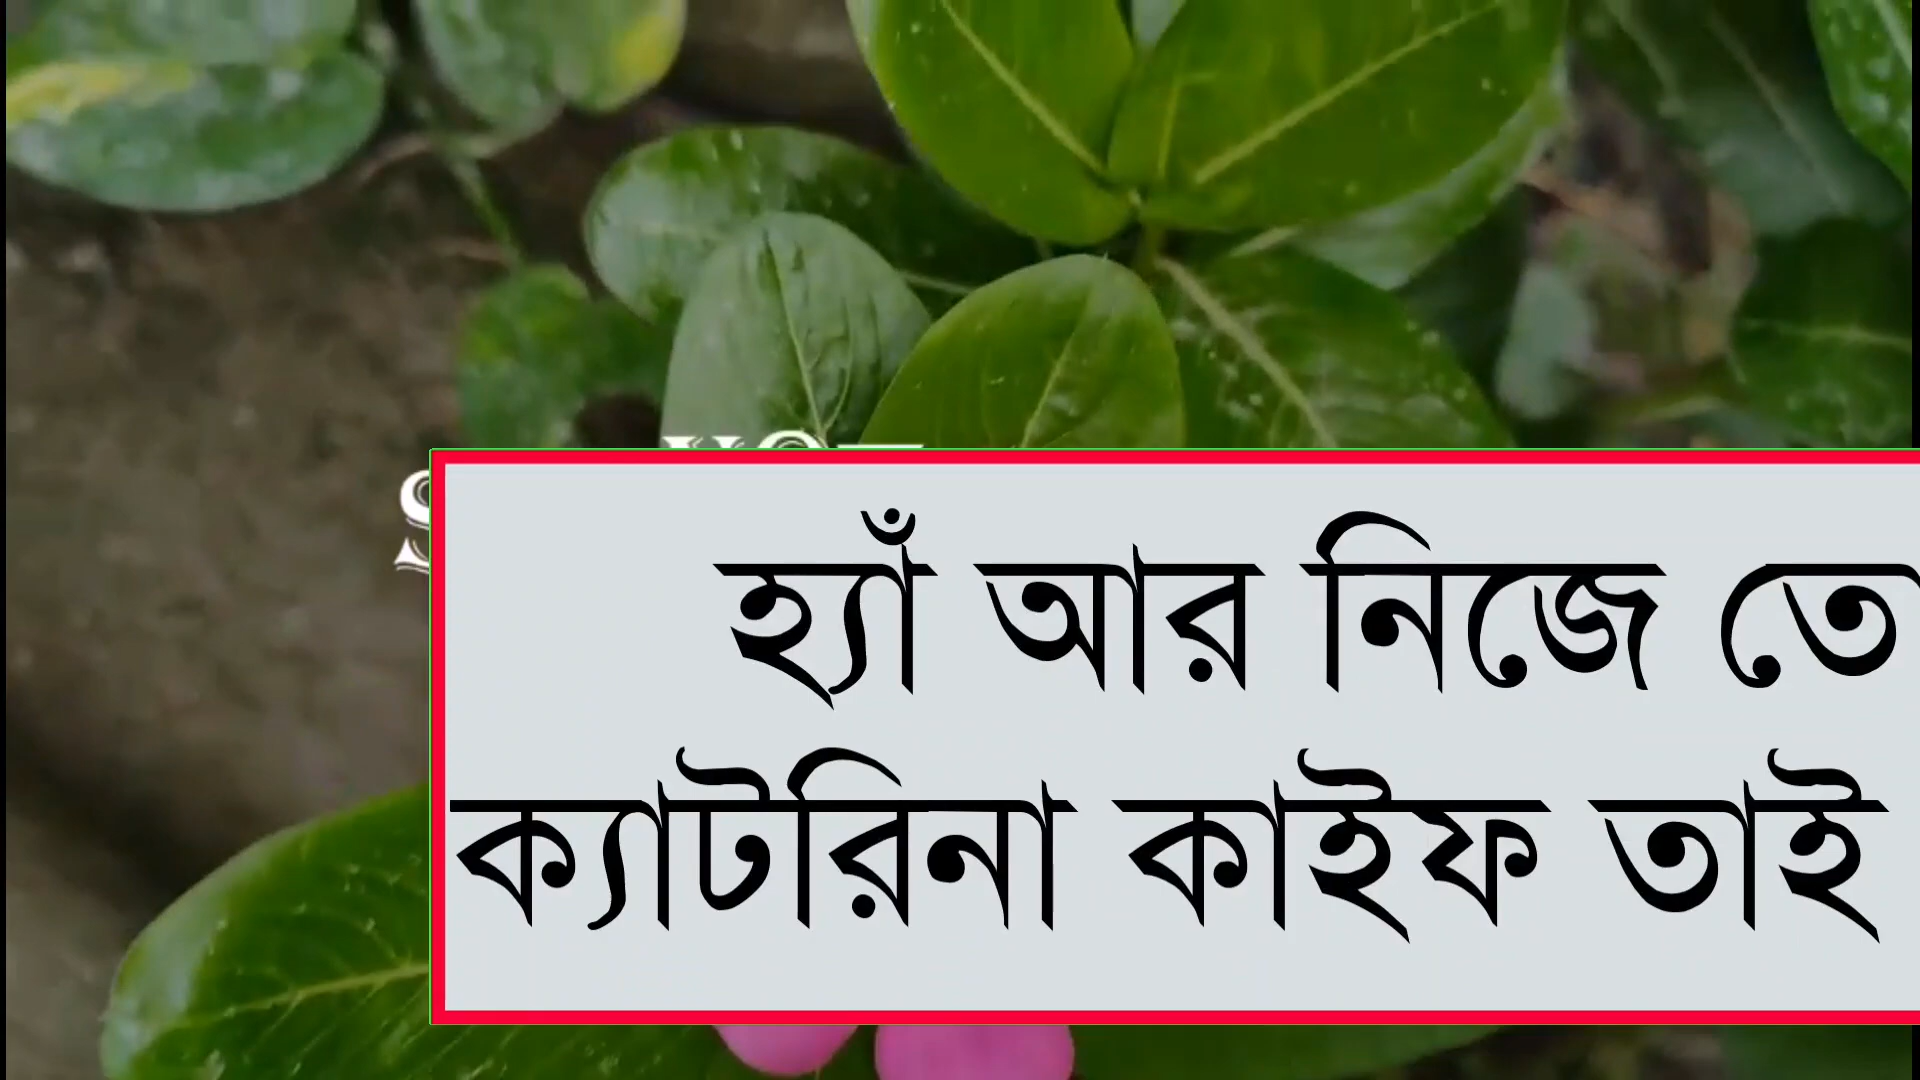 হ্যাঁ আর নিজে তে
ক্যাটরিনা কাইফ তাই